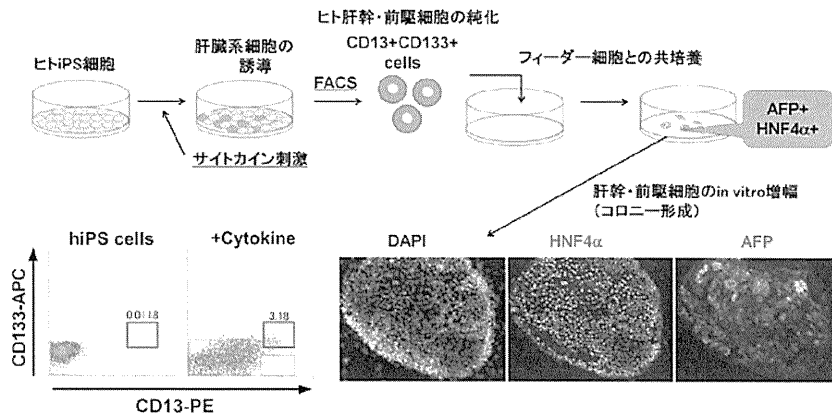 ヒト肝幹・前駆細胞の純化
ヒトiPS細胞
肝臓系細胞の
誘導
CD13+CD133+
cells
FACS
フィーダー細胞との共培養
AFP+
HNF4α+
サイトカイン刺激
肝幹・前駆細胞のin vitro増幅
(コロニー形成)
hiPS cells
+Cytokine
DAPI
HNF4α
AFP
CD133-APC
0.0118
3.18
CD13-PE